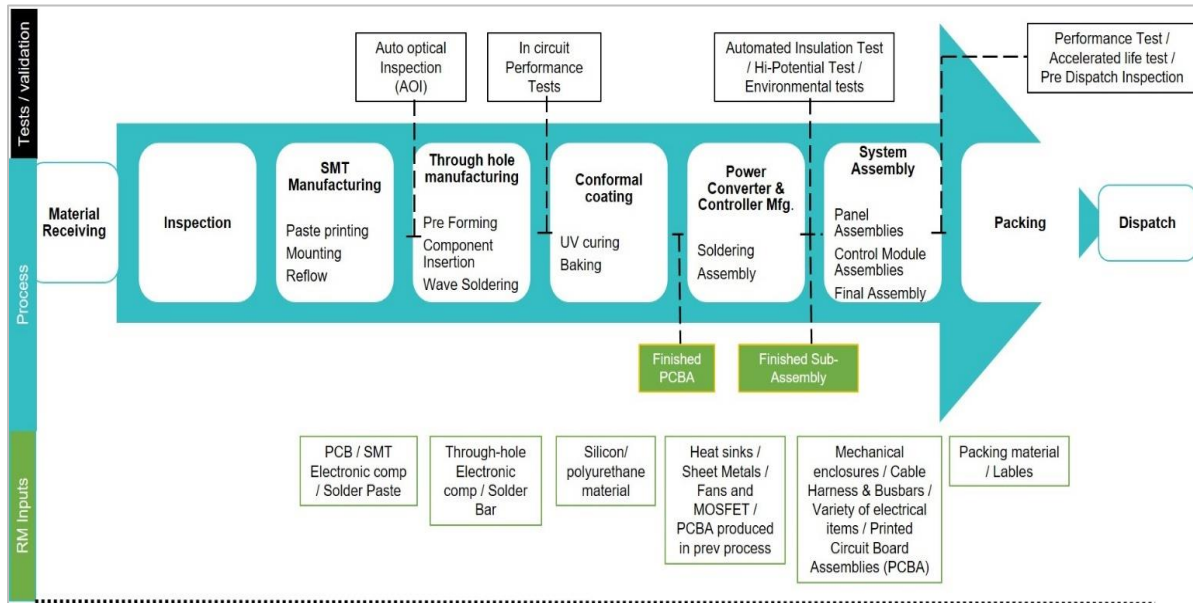 Tests / validation
Auto optical
Inspection
(AOI)
In circuit
Performance
Tests
Automated Insulation Test
/ Hi-Potential Test /
Environmental tests
Performance Test /
Accelerated life test /
Pre Dispatch Inspection
Process
Material
Receiving
Inspection
SMT
Manufacturing
Paste printing
Mounting
Reflow
Through hole
manufacturing
Pre Forming
Component
Insertion
Wave Soldering
Conformal
coating
UV curing
Baking
Power
Converter &
Controller Mfg.
Soldering
Assembly
System
Assembly
Panel
Assemblies
Control Module
Assemblies
Final Assembly
Packing
Dispatch
Finished
PCBA
Finished Sub-
Assembly
RM Inputs
PCB / SMT
Electronic comp
/ Solder Paste
Through-hole
Electronic
comp / Solder
Bar
Silicon/
polyurethane
material
Heat sinks /
Sheet Metals /
Fans and
MOSFET /
PCBA produced
in prev process
Mechanical
enclosures / Cable
Harness & Busbars /
Variety of electrical
items / Printed
Circuit Board
Assemblies (PCBA)
Packing material
/ Lables